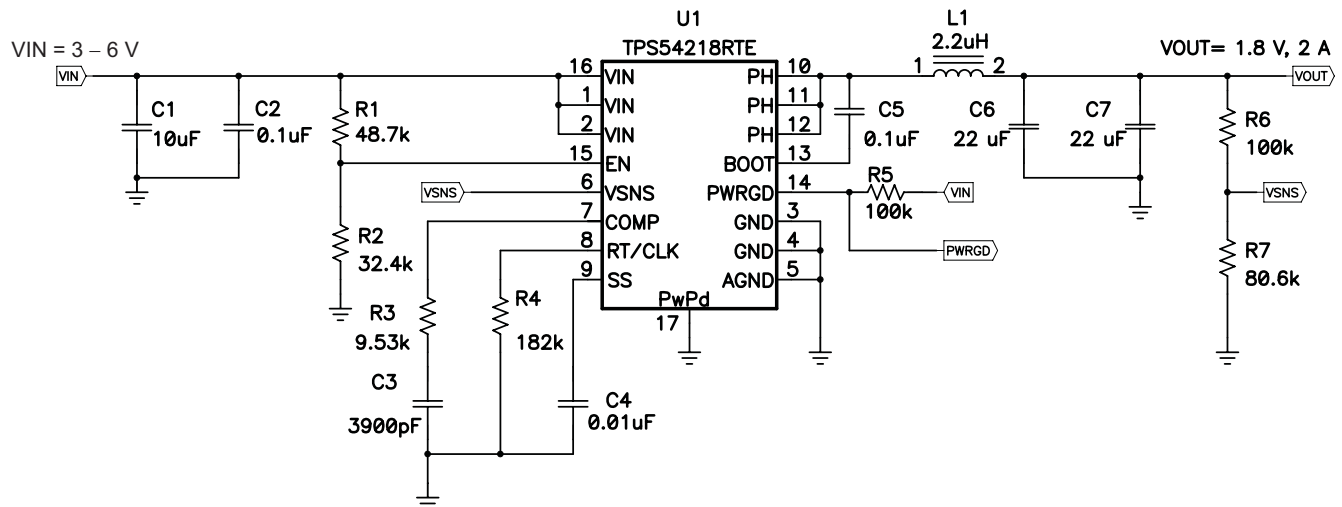 U1
TPS54218RTE
VIN = 3 – 6 V
VIN
C1
10uF
C2
0.1uF
R1
48.7k
R2
32.4k
VSNS
R3
9.53k
C3
3900pF
R4
182k
C4
0.01uF
16 VIN
1 VIN
2 VIN
15 EN
6 VSNS
7 COMP
8 RT/CLK
9 SS
PwPd
17
PH 10
PH 11
PH 12
BOOT 13
PWRGD 14
GND 3
GND 4
AGND 5
C5
0.1uF
R5
100k
VIN
PWRGD
L1
2.2uH
1 2
C6
22 uF
C7
22 uF
VOUT= 1.8 V, 2 A
VOUT
R6
100k
VSNS
R7
80.6k